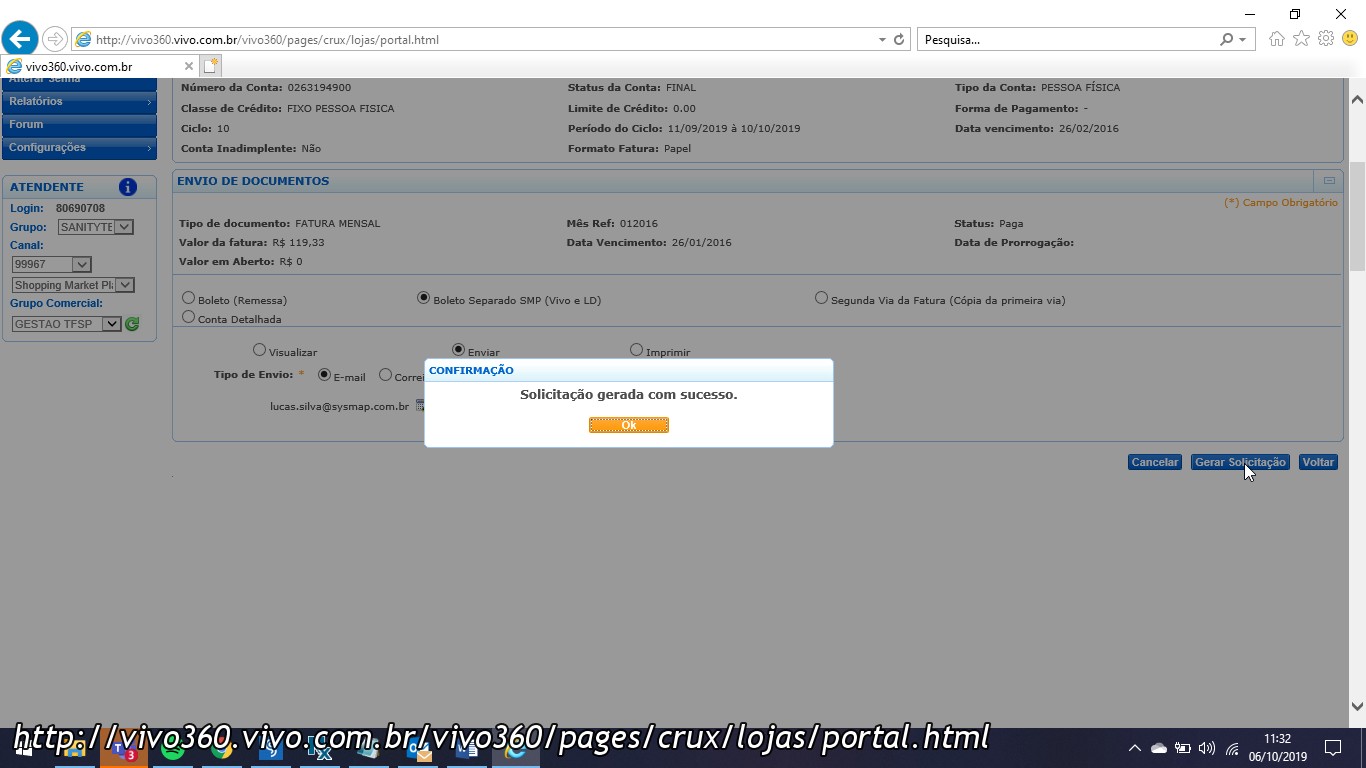 http://vivo360.vivo.com.br/vivo360/pages/crux/lojas/portal.html
Pesquisa...
vivo360.vivo.com.br
Alterar Senha
Relatórios
Forum
Configurações
ATENDENTE
Login: 80690708
Grupo: SANITYTE
Canal:
99967
Shopping Market Pl
Grupo Comercial:
GESTAO TFSP
Número da Conta: 0263194900 Status da Conta: FINAL Tipo da Conta: PESSOA FÍSICA
Classe de Crédito: FIXO PESSOA FISICA Limite de Crédito: 0.00 Forma de Pagamento: -
Ciclo: 10 Período do Ciclo: 11/09/2019 à 10/10/2019 Data vencimento: 26/02/2016
Conta Inadimplente: Não Formato Fatura: Papel
ENVIO DE DOCUMENTOS
(*) Campo Obrigatório
Tipo de documento: FATURA MENSAL Mês Ref: 012016 Status: Paga
Valor da fatura: R$ 119,33 Data Vencimento: 26/01/2016 Data de Prorrogação:
Valor em Aberto: R$ 0
Boleto (Remessa) Boleto Separado SMP (Vivo e LD) Segunda Via da Fatura (Cópia da primeira via)
Conta Detalhada
Visualizar Enviar Imprimir
Tipo de Envio: * E-mail Correi
lucas.silva@sysmap.com.br
CONFIRMAÇÃO
Solicitação gerada com sucesso.
Ok
Cancelar Gerar Solicitação Voltar
http://vivo360.vivo.com.br/vivo360/pages/crux/lojas/portal.html
3
11:32
06/10/2019